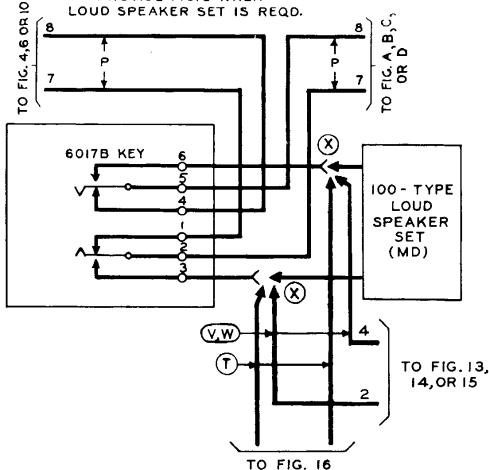 LOUD SPEAKER SET IS REQD.
TO FIG. 4,6 OR 10
8
P
7
8
P
7
TO FIG. A,B,C, OR D
6017B KEY
6
5
4
1
2
3
X
100-TYPE
LOUD
SPEAKER
SET
(MD)
X
V,W
T
4
2
TO FIG. 13,
14, OR 15
TO FIG. 16